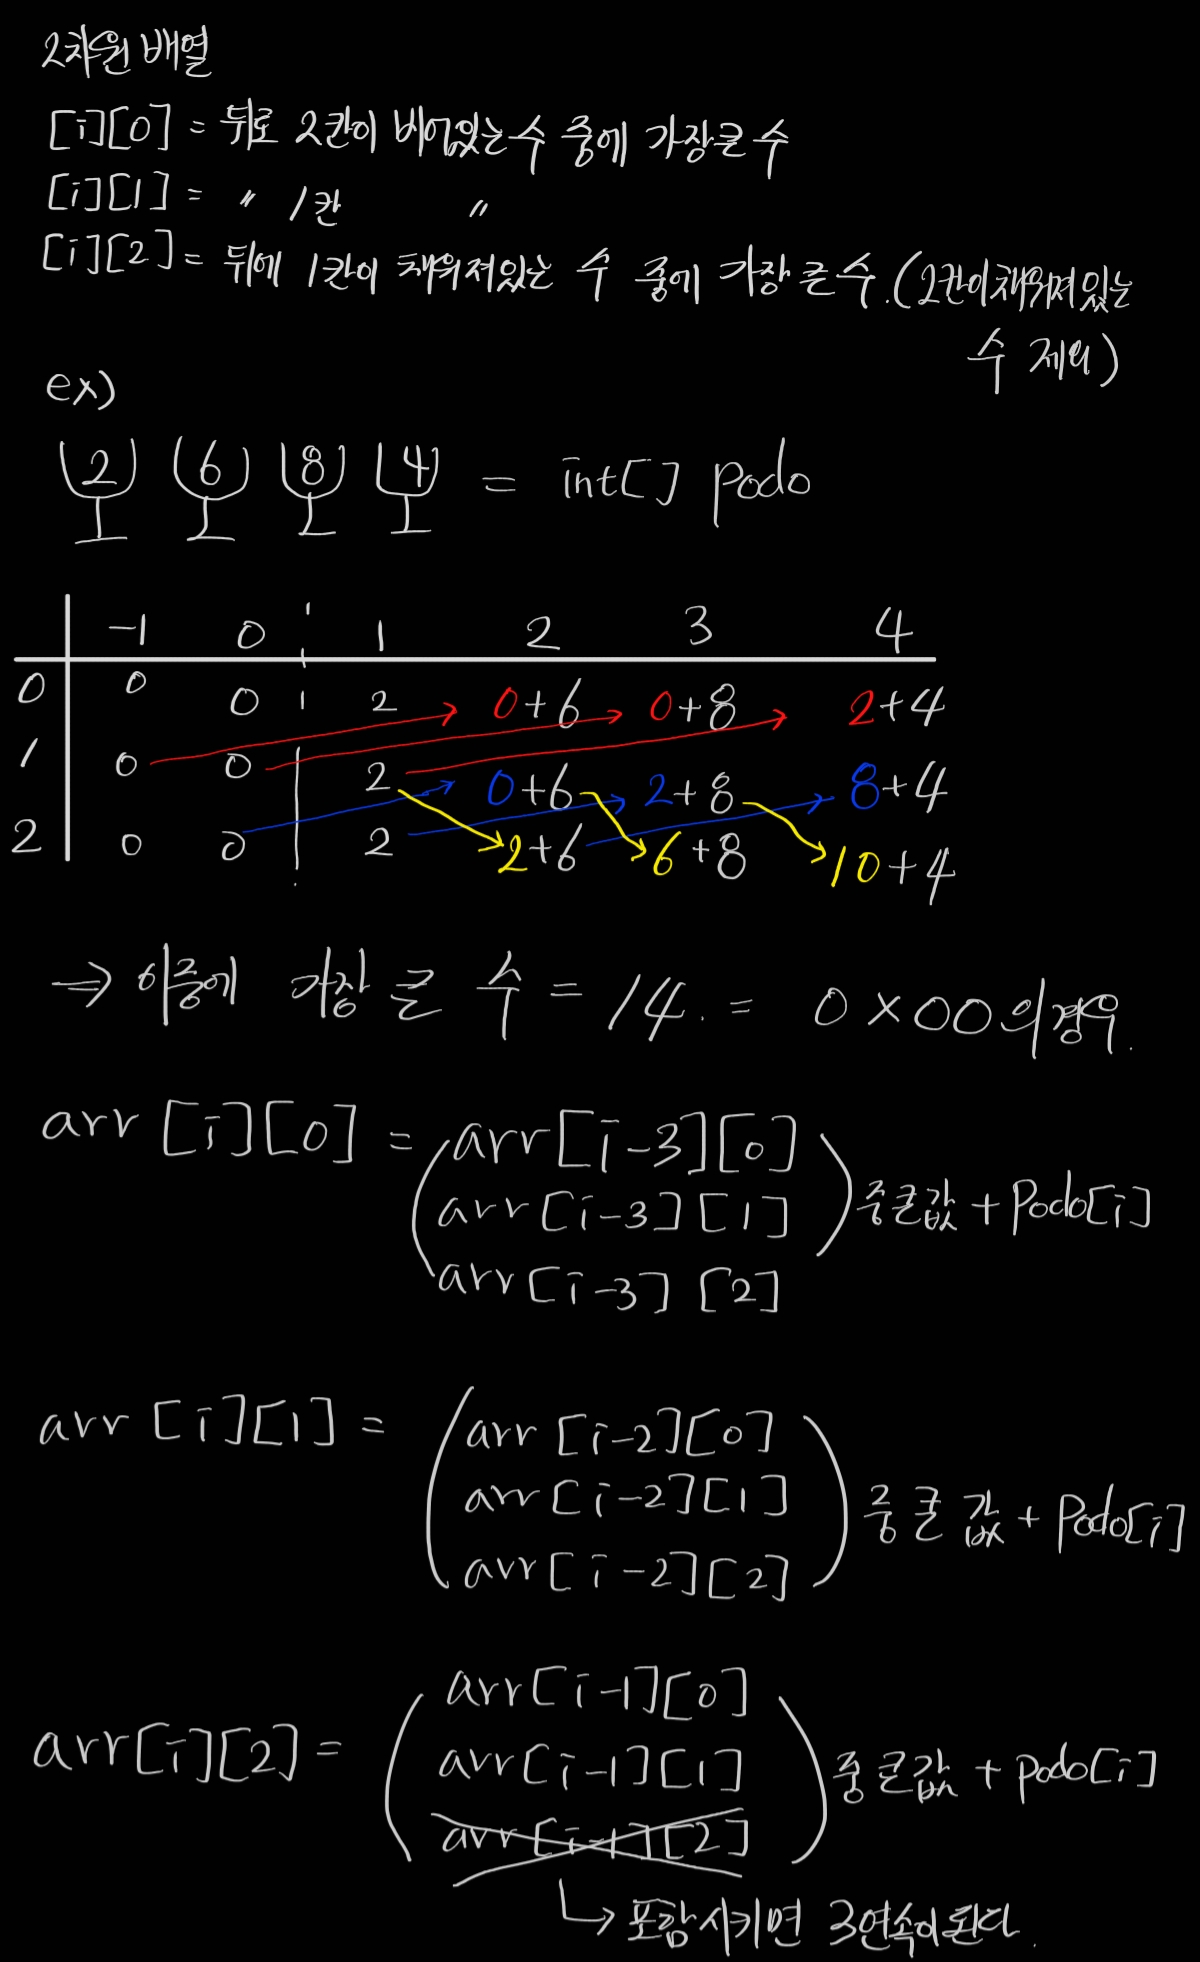 2차원 배열
[i][0] = 뒤로 2칸이 비어있는 수 중에 가장 큰 수
[i][1] = 〃 1칸 〃
[i][2] = 뒤에 1칸이 채워져있는 수 중에 가장 큰 수.(2칸이 채워져 있는
수 제외)
ex)
2 6 8 4 = int[] podo
-1 0 1 2 3 4
0 0 0 2 0+6 0+8 2+4
1 0 0 2 0+6 2+8 8+4
2 0 0 2 2+6 6+8 10+4
⇒ 이중에 가장 큰 수 = 14. = 0×00의 경우.
arr [i][0] = arr[i-3][0]
arr[i-3][1] 중 큰값 + Podo[i]
arr[i-3][2]
arr [i][1] = arr [i-2][0]
arr [i-2][1] 중 큰 값 + Podo[i]
arr[i-2][2]
arr[i-1][0]
arr[i][2] = arr[i-1][1] 중 큰값 + podo[i]
arr[i-1][2]
↳ 포함시키면 3연속이 된다.